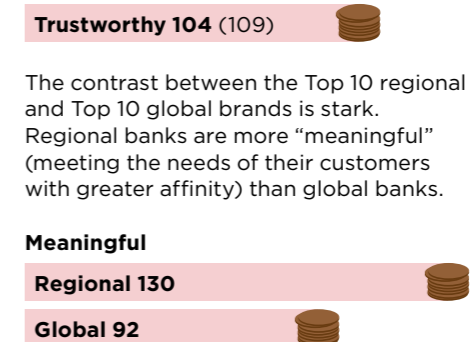 Trustworthy 104 (109)
The contrast between the Top 10 regional
and Top 10 global brands is stark.
Regional banks are more “meaningful”
(meeting the needs of their customers
with greater affinity) than global banks.
Meaningful
Regional 130
Global 92